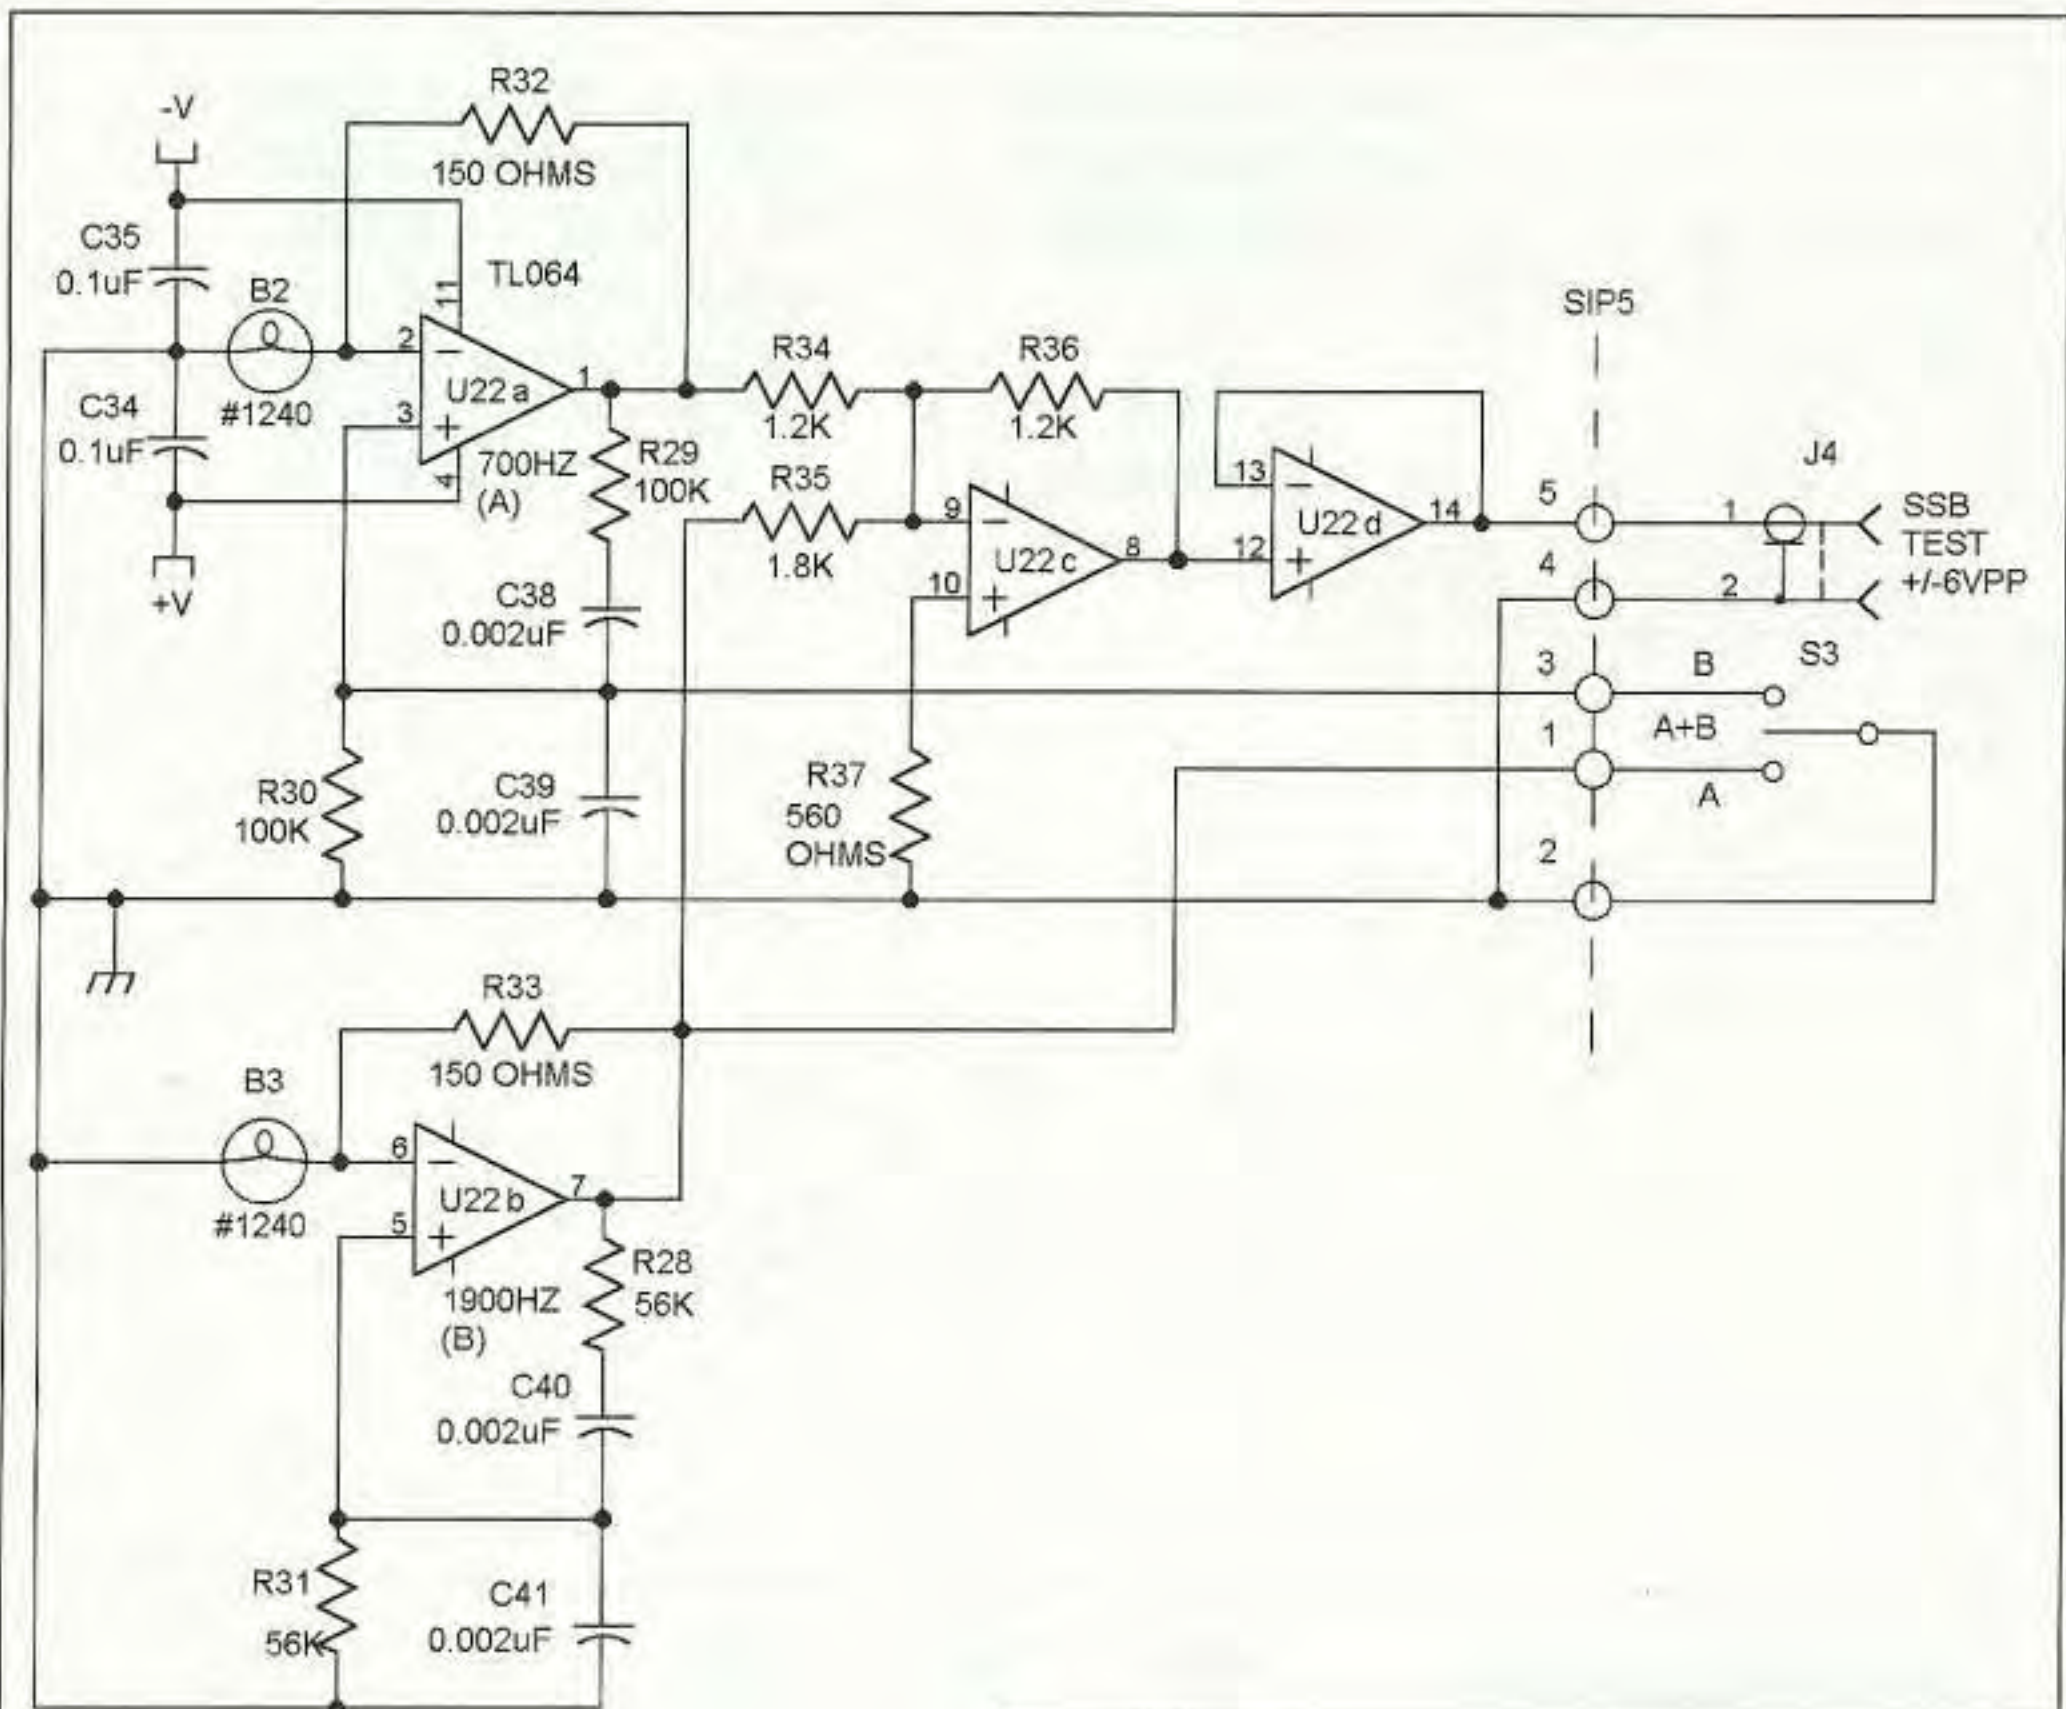 R32
150 OHMS
-V
C35
0.1uF
B2
#1240
11
TL064
2
-
U22a
1
3
+
4
C34
0.1uF
+V
700HZ
(A)
R29
100K
R34
1.2K
R36
1.2K
R35
1.8K
9
-
U22c
8
10
+
13
-
U22d
14
12
+
SIP5
5
1
J4
SSB
TEST
+/-6VPP
4
2
C38
0.002uF
3
B
S3
1
A+B
A
2
R30
100K
C39
0.002uF
R37
560
OHMS
R33
150 OHMS
B3
#1240
6
-
U22b
7
5
+
1900HZ
(B)
R28
56K
C40
0.002uF
R31
56K
C41
0.002uF